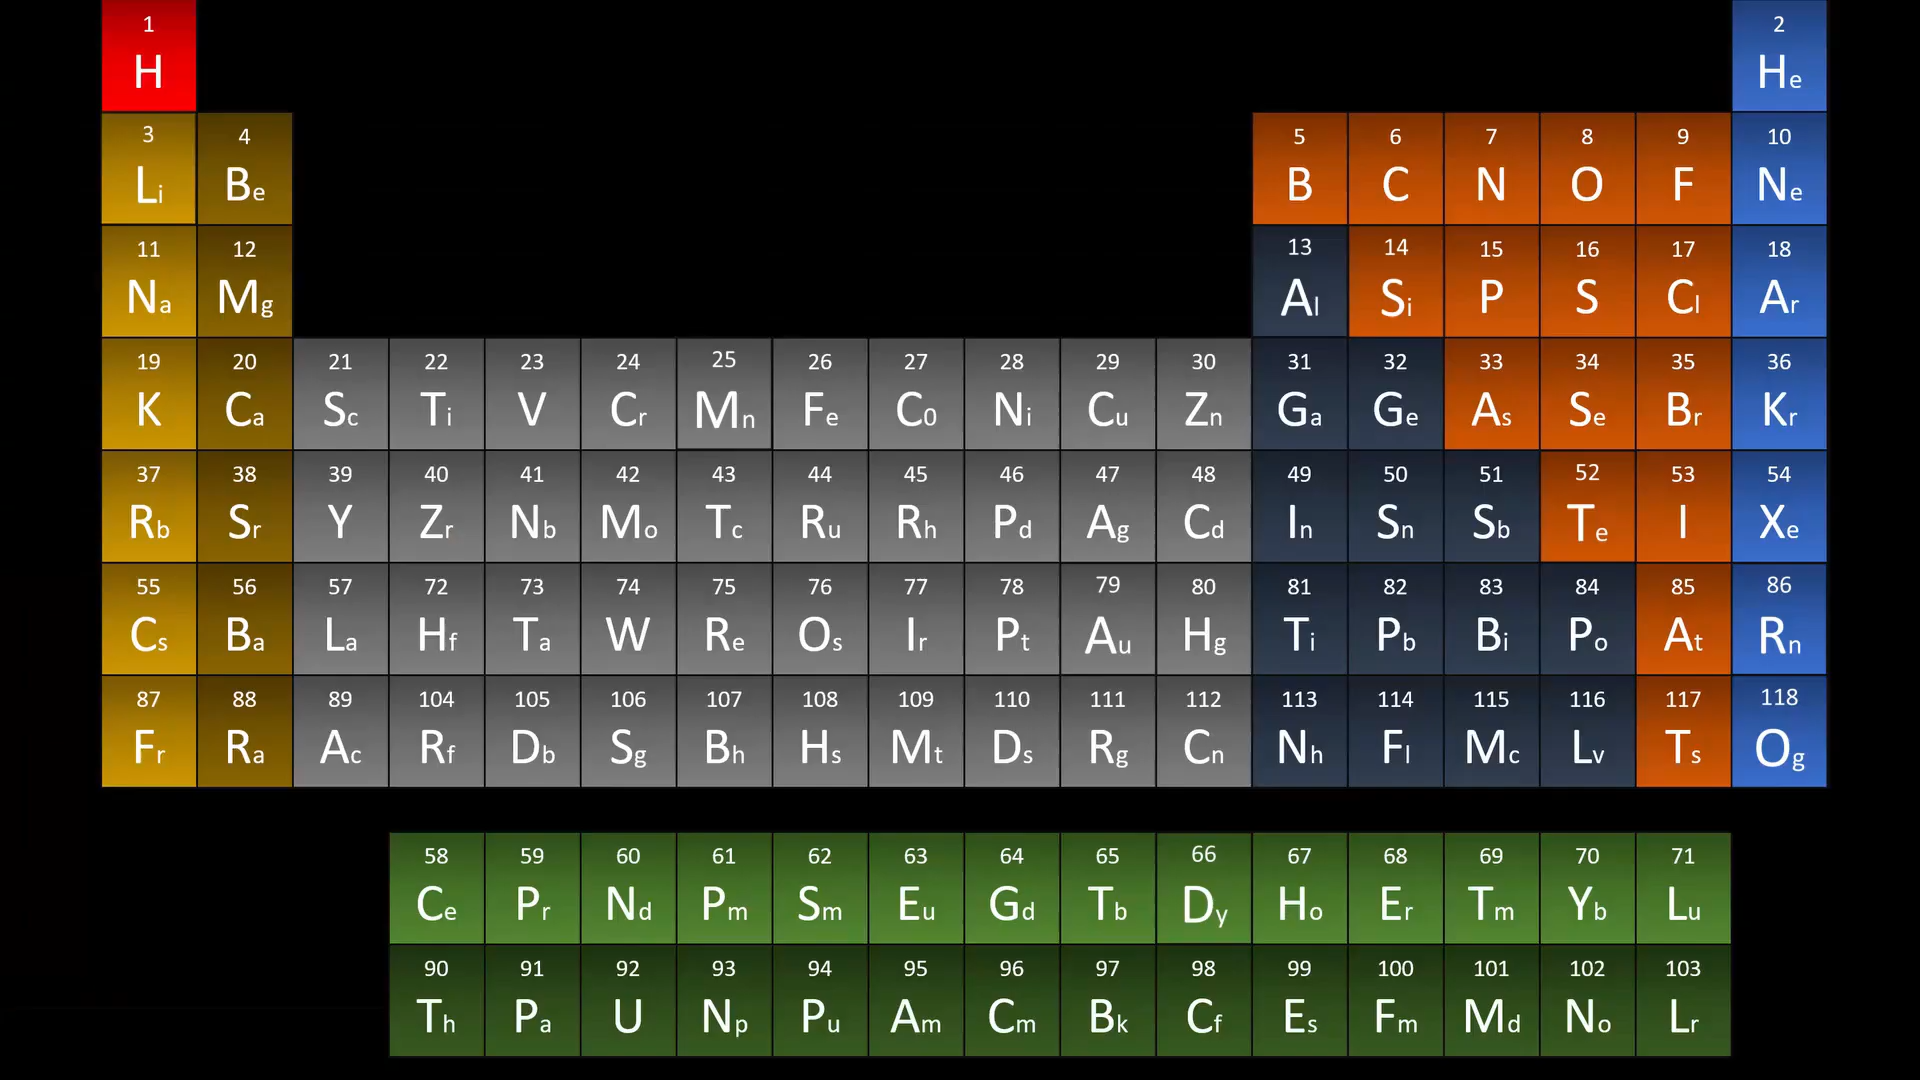 1 2
H He
3 4 5 6 7 8 9 10
Li Be B C N O F Ne
11 12 13 14 15 16 17 18
Na Mg Al Si P S Cl Ar
19 20 21 22 23 24 25 26 27 28 29 30 31 32 33 34 35 36
K Ca Sc Ti V Cr Mn Fe C0 Ni Cu Zn Ga Ge As Se Br Kr
37 38 39 40 41 42 43 44 45 46 47 48 49 50 51 52 53 54
Rb Sr Y Zr Nb Mo Tc Ru Rh Pd Ag Cd In Sn Sb Te I Xe
55 56 57 72 73 74 75 76 77 78 79 80 81 82 83 84 85 86
Cs Ba La Hf Ta W Re Os Ir Pt Au Hg Ti Pb Bi Po At Rn
87 88 89 104 105 106 107 108 109 110 111 112 113 114 115 116 117 118
Fr Ra Ac Rf Db Sg Bh Hs Mt Ds Rg Cn Nh Fl Mc Lv Ts Og
58 59 60 61 62 63 64 65 66 67 68 69 70 71
Ce Pr Nd Pm Sm Eu Gd Tb Dy Ho Er Tm Yb Lu
90 91 92 93 94 95 96 97 98 99 100 101 102 103
Th Pa U Np Pu Am Cm Bk Cf Es Fm Md No Lr